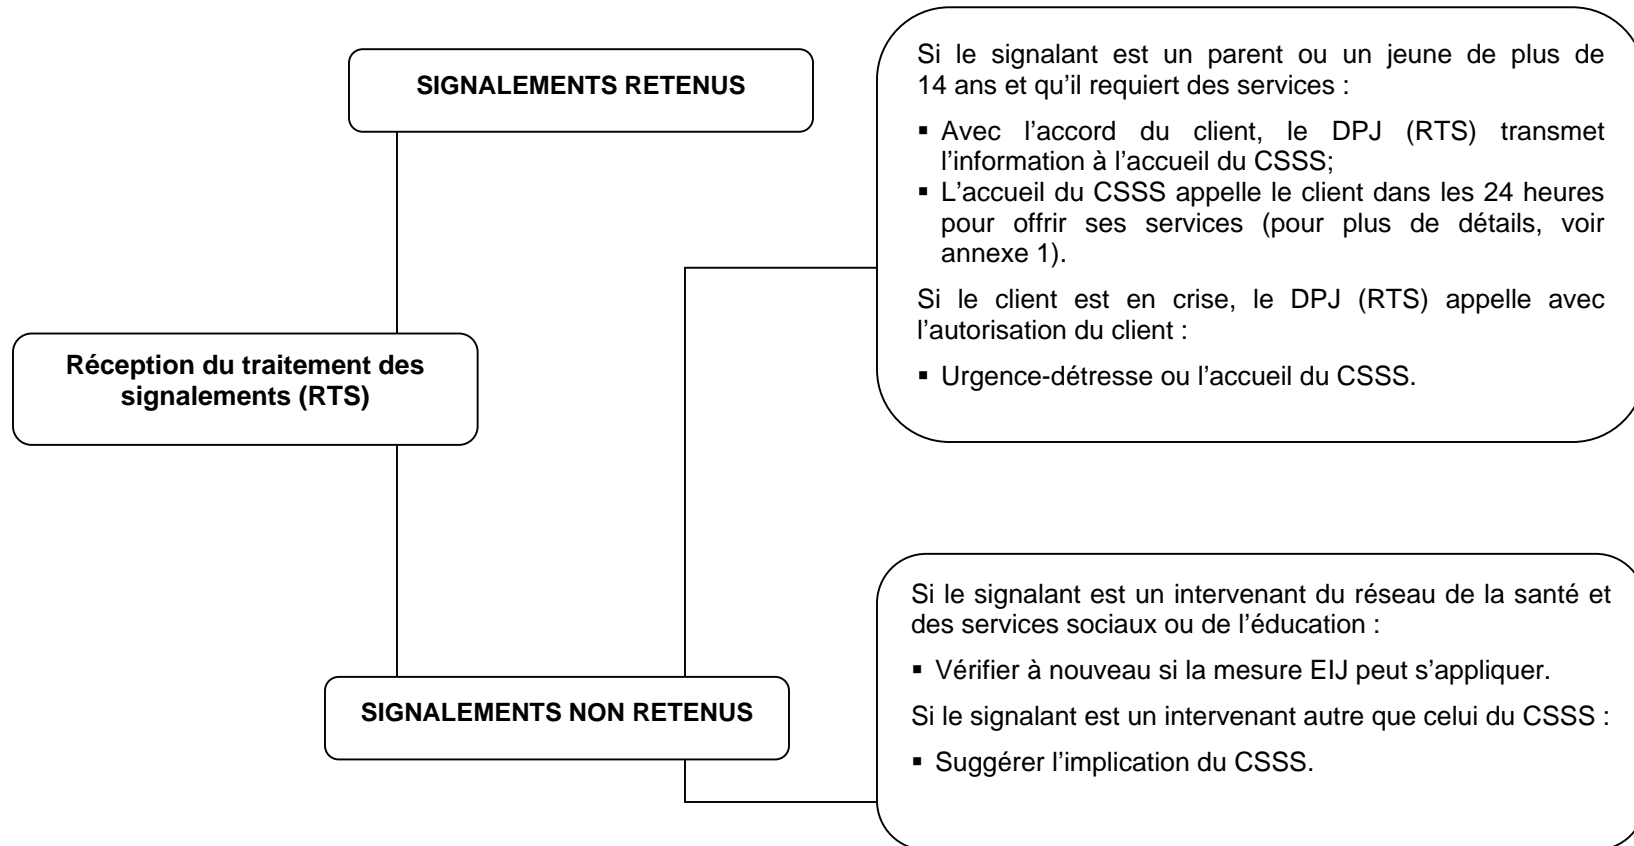 SIGNALEMENTS RETENUS
Réception du traitement des
signalements (RTS)
SIGNALEMENTS NON RETENUS
Si le signalant est un parent ou un jeune de plus de
14 ans et qu’il requiert des services :
▪ Avec l’accord du client, le DPJ (RTS) transmet
l’information à l’accueil du CSSS;
▪ L’accueil du CSSS appelle le client dans les 24 heures
pour offrir ses services (pour plus de détails, voir
annexe 1).
Si le client est en crise, le DPJ (RTS) appelle avec
l’autorisation du client :
▪ Urgence-détresse ou l’accueil du CSSS.
Si le signalant est un intervenant du réseau de la santé et
des services sociaux ou de l’éducation :
▪ Vérifier à nouveau si la mesure EIJ peut s’appliquer.
Si le signalant est un intervenant autre que celui du CSSS :
▪ Suggérer l’implication du CSSS.